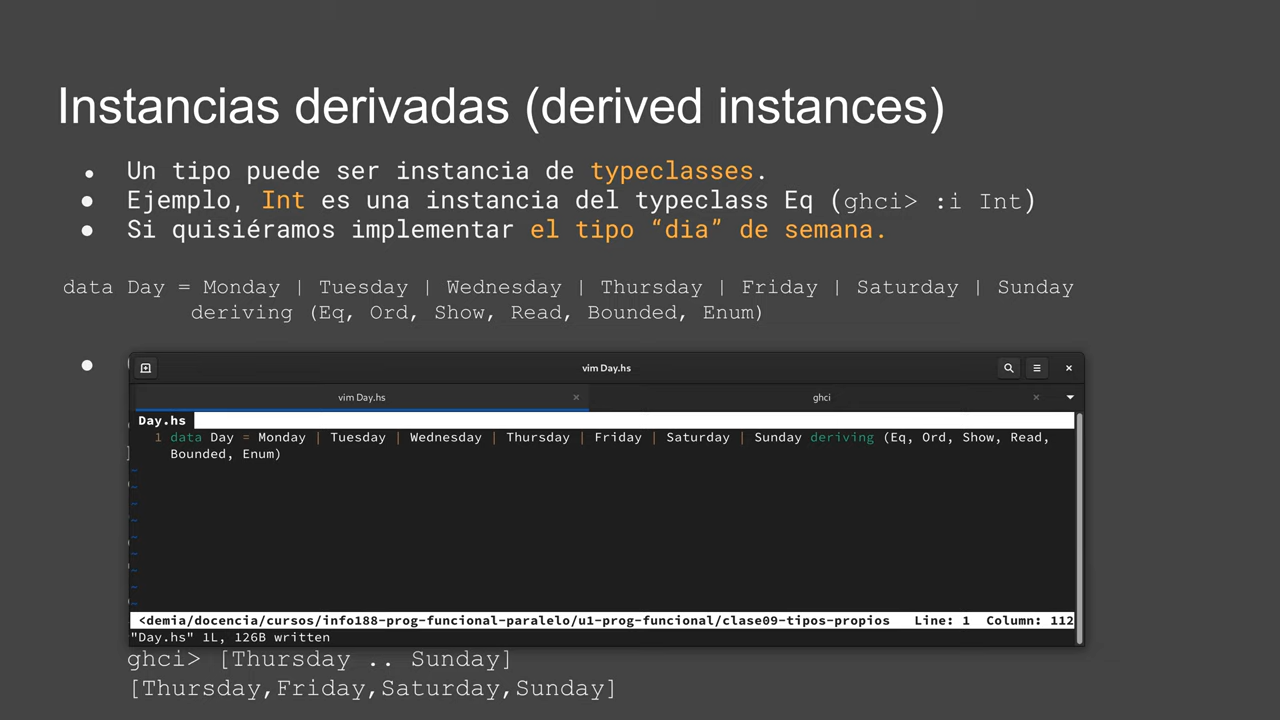 Instancias derivadas (derived instances)
● Un tipo puede ser instancia de typeclasses.
● Ejemplo, Int es una instancia del typeclass Eq (ghci> :i Int)
● Si quisiéramos implementar el tipo “dia” de semana.
data Day = Monday | Tuesday | Wednesday | Thursday | Friday | Saturday | Sunday
deriving (Eq, Ord, Show, Read, Bounded, Enum)
vim Day.hs
vim Day.hs
ghci
Day.hs
1 data Day = Monday | Tuesday | Wednesday | Thursday | Friday | Saturday | Sunday deriving (Eq, Ord, Show, Read,
Bounded, Enum)
~
~
~
~
~
~
~
~
~
<demia/docencia/cursos/info188-prog-funcional-paralelo/u1-prog-funcional/clase09-tipos-propios Line: 1 Column: 112
"Day.hs" 1L, 126B written
ghci> [Thursday .. Sunday]
[Thursday,Friday,Saturday,Sunday]